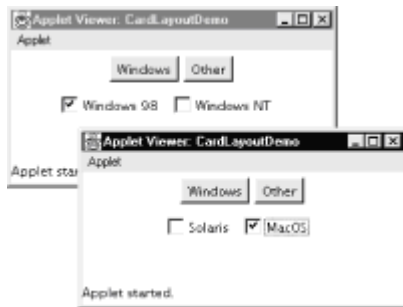 Applet Viewer: CardLayoutDemo
Applet
Windows Other
Windows 98 Windows NT
Applet star
Applet Viewer: CardLayoutDemo
Applet
Windows Other
Solaris MacOS
Applet started.